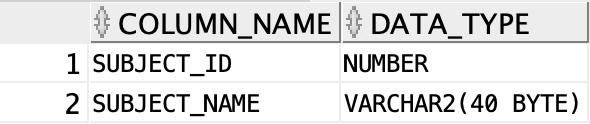 COLUMN_NAME DATA_TYPE
1 SUBJECT_ID NUMBER
2 SUBJECT_NAME VARCHAR2(40 BYTE)